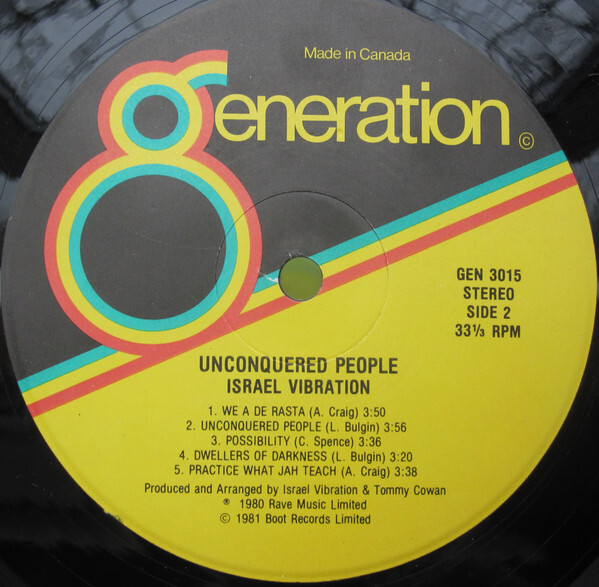 Made in Canada
generation ©
GEN 3015
STEREO
SIDE 2
33⅓ RPM
UNCONQUERED PEOPLE
ISRAEL VIBRATION
1. WE A DE RASTA (A. Craig) 3:50
2. UNCONQUERED PEOPLE (L. Bulgin) 3:56
3. POSSIBILITY (C. Spence) 3:36
4. DWELLERS OF DARKNESS (L. Bulgin) 3:20
5. PRACTICE WHAT JAH TEACH (A. Craig) 3:38
Produced and Arranged by Israel Vibration & Tommy Cowan
℗ 1980 Rave Music Limited
© 1981 Boot Records Limited